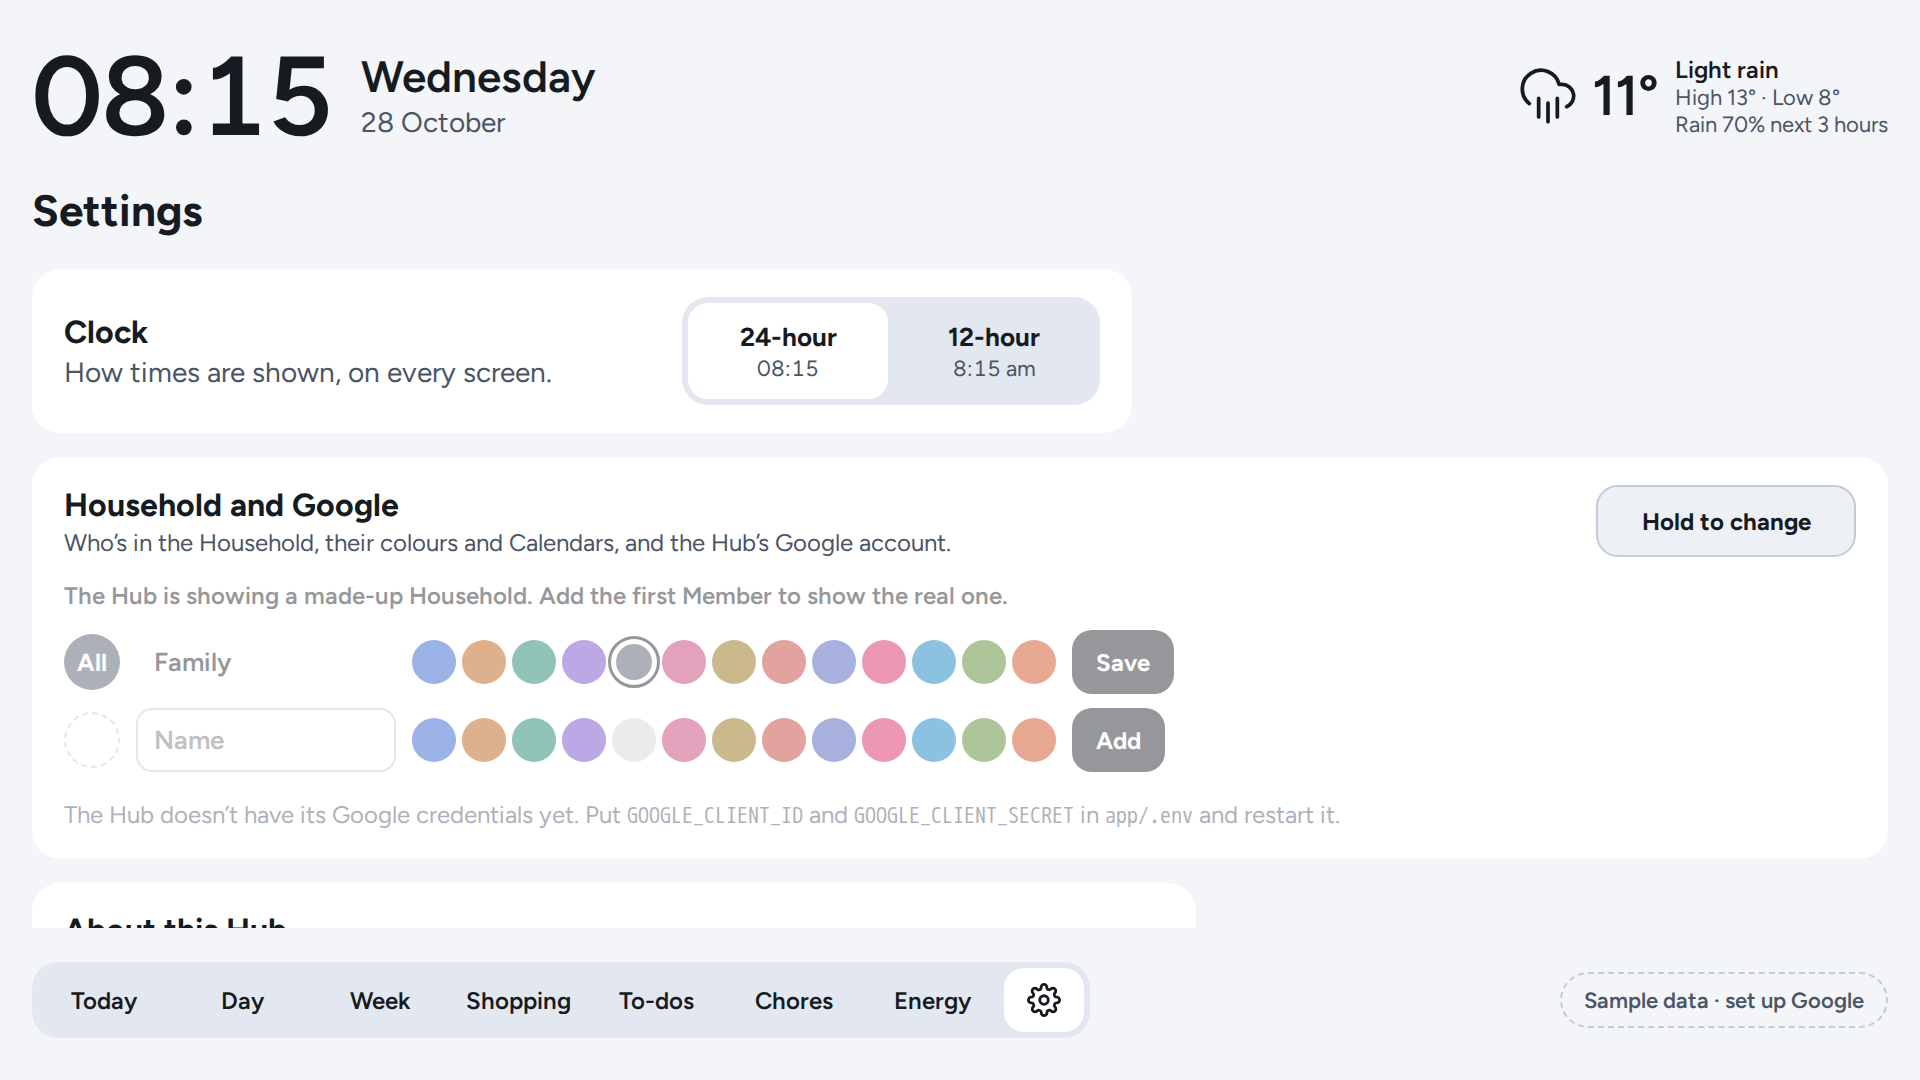 08:15
Wednesday
28 October
11°
Light rain
High 13° · Low 8°
Rain 70% next 3 hours
Settings
Clock
How times are shown, on every screen.
24-hour
08:15
12-hour
8:15 am
Household and Google
Who’s in the Household, their colours and Calendars, and the Hub’s Google account.
Hold to change
The Hub is showing a made-up Household. Add the first Member to show the real one.
All
Family
Save
Name
Add
The Hub doesn’t have its Google credentials yet. Put GOOGLE_CLIENT_ID and GOOGLE_CLIENT_SECRET in app/.env and restart it.
About this Hub
Today
Day
Week
Shopping
To-dos
Chores
Energy
Sample data · set up Google